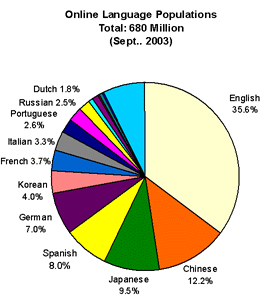 Online Language Populations
Total: 680 Million
(Sept.. 2003)
Dutch 1.8%
Russian 2.5%
Portuguese
2.6%
Italian 3.3%
French 3.7%
Korean
4.0%
German
7.0%
Spanish
8.0%
Japanese
9.5%
Chinese
12.2%
English
35.6%